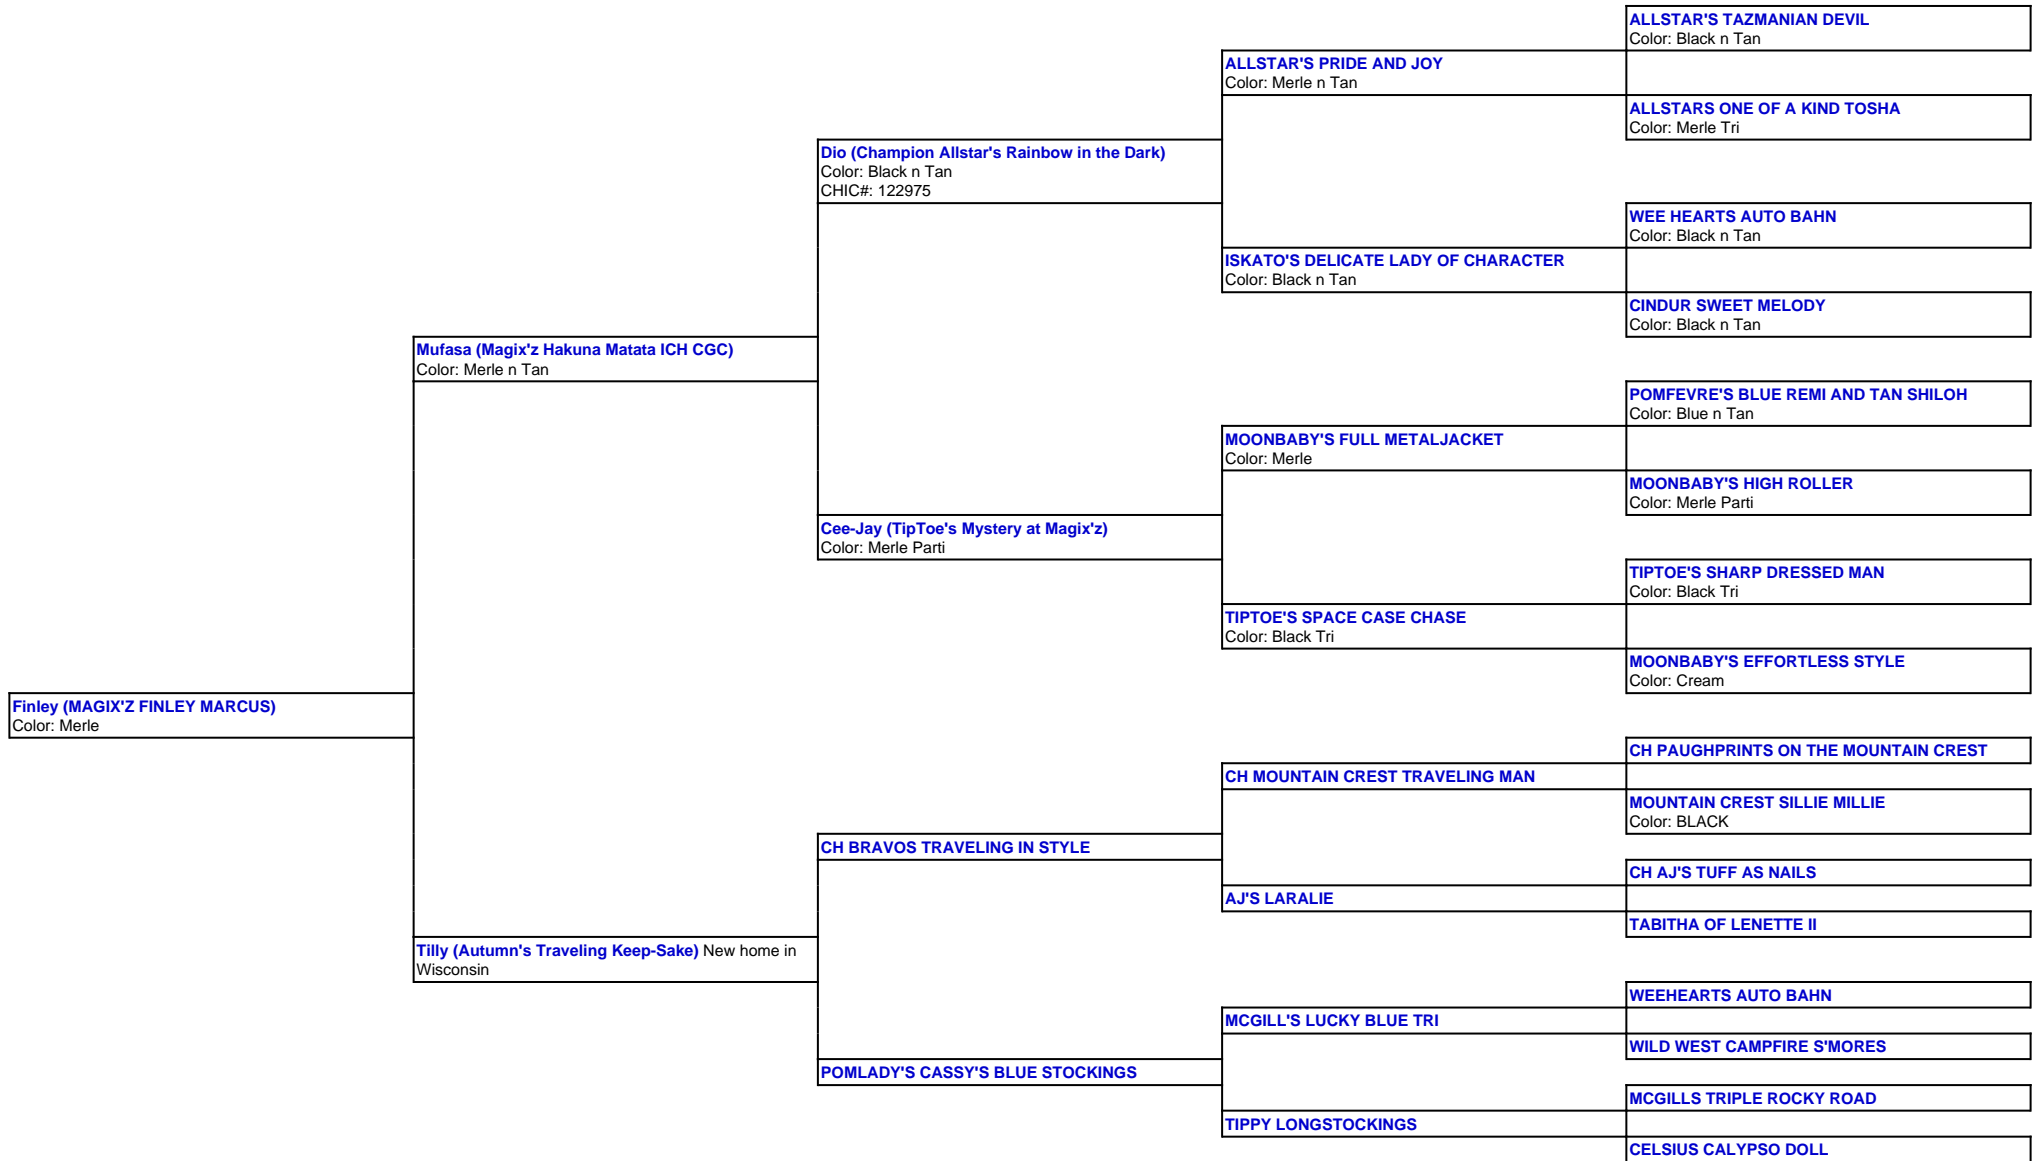 ALLSTAR'S TAZMANIAN DEVIL
Color: Black n Tan
ALLSTAR'S PRIDE AND JOY
Color: Merle n Tan
ALLSTARS ONE OF A KIND TOSHA
Color: Merle Tri
Dio (Champion Allstar's Rainbow in the Dark)
Color: Black n Tan
CHIC#: 122975
WEE HEARTS AUTO BAHN
Color: Black n Tan
ISKATO'S DELICATE LADY OF CHARACTER
Color: Black n Tan
CINDUR SWEET MELODY
Color: Black n Tan
Mufasa (Magix'z Hakuna Matata ICH CGC)
Color: Merle n Tan
POMFEVRE'S BLUE REMI AND TAN SHILOH
Color: Blue n Tan
MOONBABY'S FULL METALJACKET
Color: Merle
MOONBABY'S HIGH ROLLER
Color: Merle Parti
Cee-Jay (TipToe's Mystery at Magix'z)
Color: Merle Parti
TIPTOE'S SHARP DRESSED MAN
Color: Black Tri
TIPTOE'S SPACE CASE CHASE
Color: Black Tri
MOONBABY'S EFFORTLESS STYLE
Color: Cream
Finley (MAGIX'Z FINLEY MARCUS)
Color: Merle
CH PAUGHPRINTS ON THE MOUNTAIN CREST
CH MOUNTAIN CREST TRAVELING MAN
MOUNTAIN CREST SILLIE MILLIE
Color: BLACK
CH BRAVOS TRAVELING IN STYLE
CH AJ'S TUFF AS NAILS
AJ'S LARALIE
TABITHA OF LENETTE II
Tilly (Autumn's Traveling Keep-Sake) New home in
Wisconsin
WEEHEARTS AUTO BAHN
MCGILL'S LUCKY BLUE TRI
WILD WEST CAMPFIRE S'MORES
POMLADY'S CASSY'S BLUE STOCKINGS
MCGILLS TRIPLE ROCKY ROAD
TIPPY LONGSTOCKINGS
CELSIUS CALYPSO DOLL